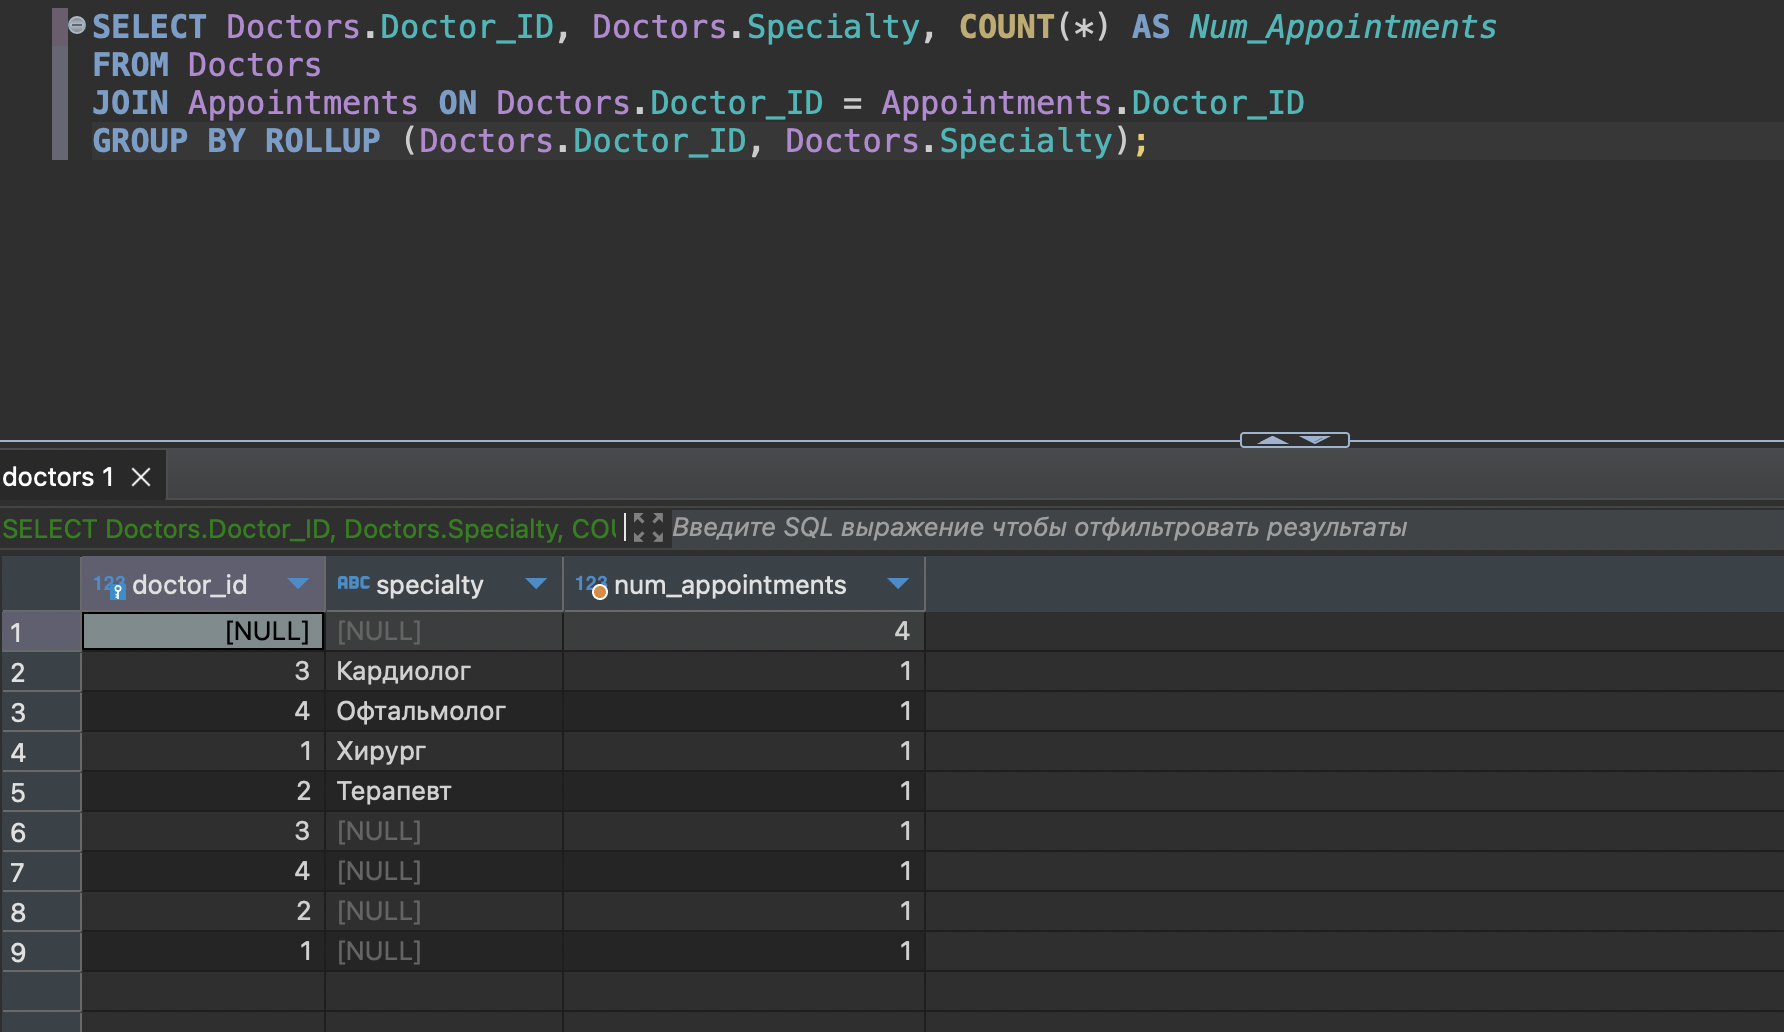 SELECT Doctors.Doctor_ID, Doctors.Specialty, COUNT(*) AS Num_Appointments
FROM Doctors
JOIN Appointments ON Doctors.Doctor_ID = Appointments.Doctor_ID
GROUP BY ROLLUP (Doctors.Doctor_ID, Doctors.Specialty);
doctors 1
SELECT Doctors.Doctor_ID, Doctors.Specialty, COU Введите SQL выражение чтобы отфильтровать результаты
123 doctor_id ABC specialty 123 num_appointments
1 [NULL] [NULL] 4
2 3 Кардиолог 1
3 4 Офтальмолог 1
4 1 Хирург 1
5 2 Терапевт 1
6 3 [NULL] 1
7 4 [NULL] 1
8 2 [NULL] 1
9 1 [NULL] 1